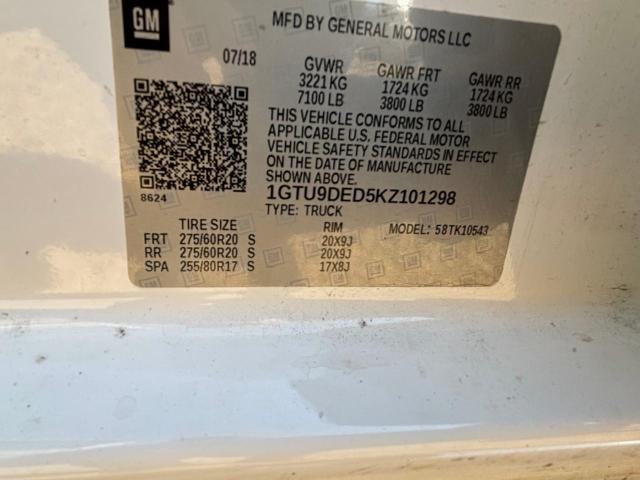 GM
MFD BY GENERAL MOTORS LLC
07/18
GVWR GAWR FRT GAWR RR
3221 KG 1724 KG 1724 KG
7100 LB 3800 LB 3800 LB
THIS VEHICLE CONFORMS TO ALL
APPLICABLE U.S. FEDERAL MOTOR
VEHICLE SAFETY STANDARDS IN EFFECT
ON THE DATE OF MANUFACTURE
SHOWN ABOVE.
8624
1GTU9DED5KZ101298
TYPE: TRUCK
TIRE SIZE RIM MODEL: 58TK10543
FRT 275/60R20 S 20X9J
RR 275/60R20 S 20X9J
SPA 255/80R17 S 17X8J